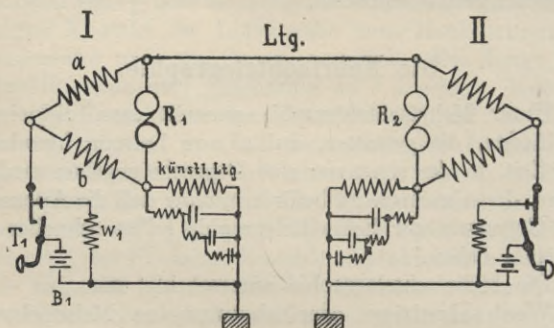 I
Ltg.
II
a
R1
R2
b
künstl. Ltg.
T1
W1
B1